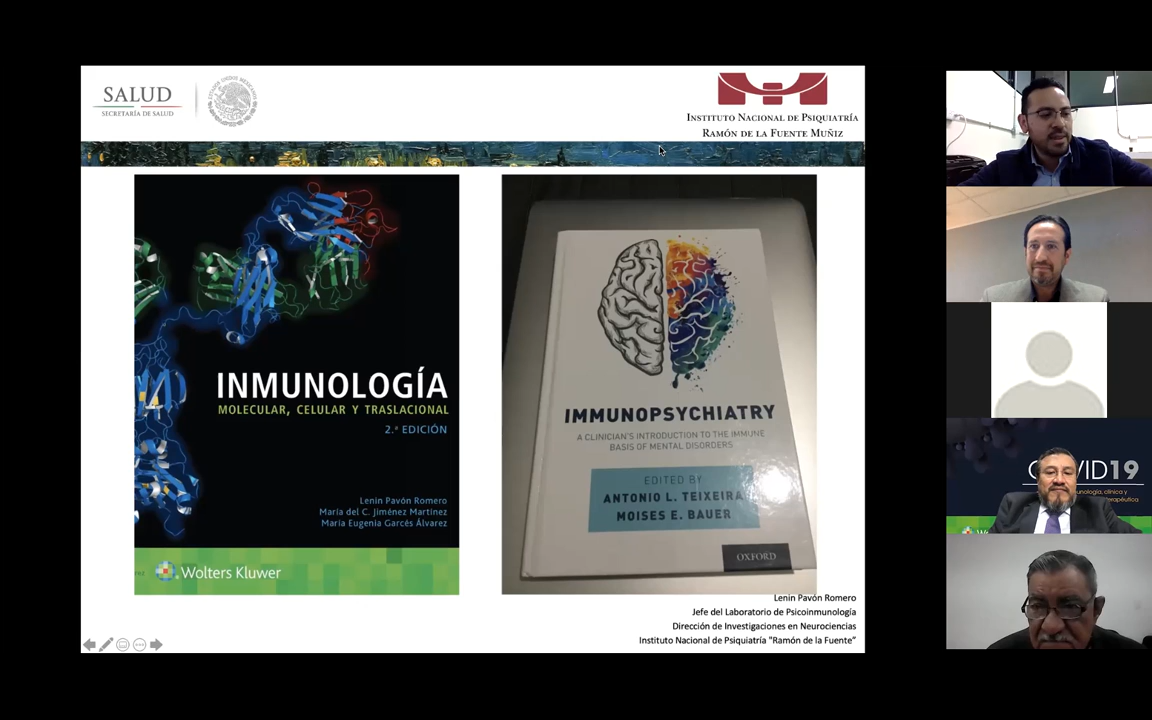 SALUD
SECRETARÍA DE SALUD
INSTITUTO NACIONAL DE PSIQUIATRÍA
RAMÓN DE LA FUENTE MUÑIZ
INMUNOLOGÍA
MOLECULAR, CELULAR Y TRASLACIONAL
2.ª EDICIÓN
Lenin Pavón Romero
María del C. Jiménez Martínez
María Eugenia Garcés Álvarez
Wolters Kluwer
IMMUNOPSYCHIATRY
A CLINICIAN'S INTRODUCTION TO THE IMMUNE
BASIS OF MENTAL DISORDERS
EDITED BY
ANTONIO L. TEIXEIRA
MOISES E. BAUER
OXFORD
Lenin Pavón Romero
Jefe del Laboratorio de Psicoinmunología
Dirección de Investigaciones en Neurociencias
Instituto Nacional de Psiquiatría "Ramón de la Fuente"
VID19
clínica y